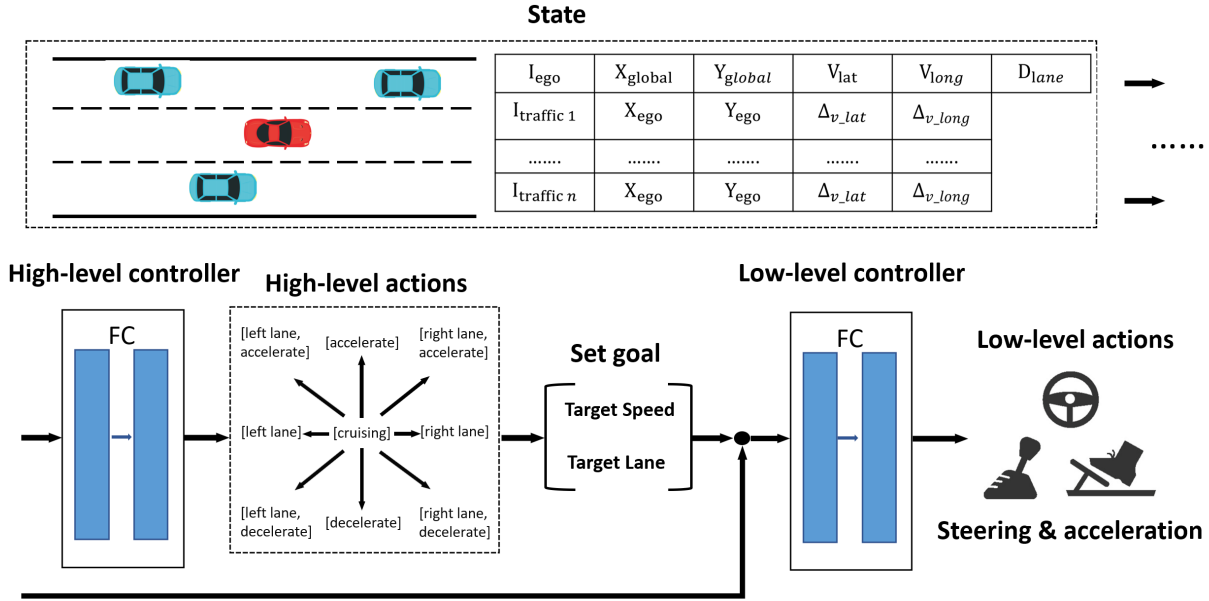 State
I_ego X_global Y_global V_lat V_long D_lane
I_traffic 1 X_ego Y_ego Δ_v_lat Δ_v_long
....... ....... ....... ....... .......
I_traffic n X_ego Y_ego Δ_v_lat Δ_v_long
......
High-level controller
FC
High-level actions
[left lane,
accelerate]
[accelerate]
[right lane,
accelerate]
[left lane]
[cruising]
[right lane]
[left lane,
decelerate]
[decelerate]
[right lane,
decelerate]
Set goal
Target Speed
Target Lane
Low-level controller
FC
Low-level actions
Steering & acceleration